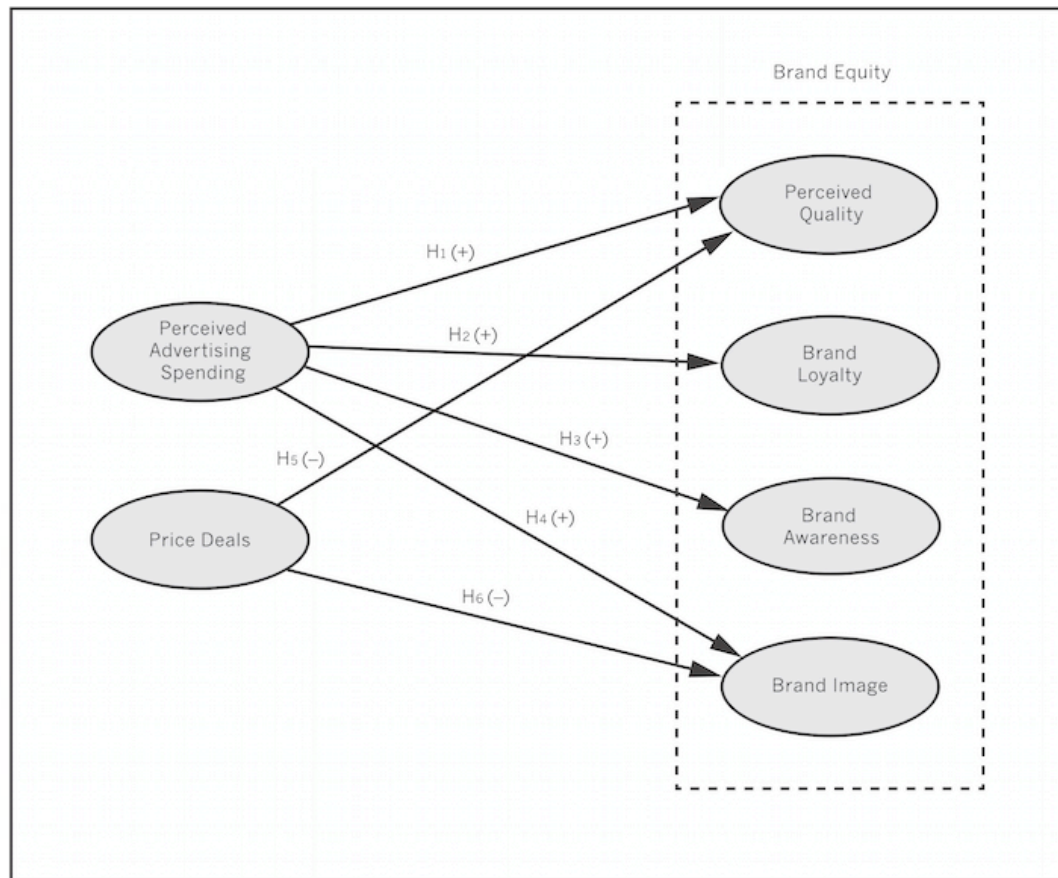 Brand Equity
Perceived
Quality
H1 (+)
Perceived
Advertising
Spending
H2 (+)
Brand
Loyalty
H3 (+)
H5 (–)
Brand
Awareness
H4 (+)
Price Deals
H6 (–)
Brand Image